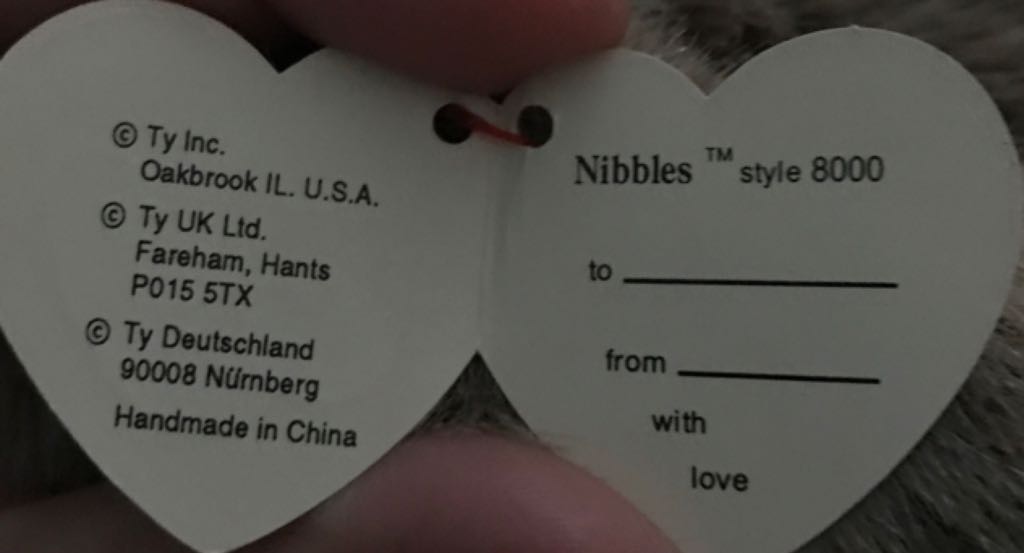 © Ty Inc.
Oakbrook IL. U.S.A.
© Ty UK Ltd.
Fareham, Hants
P015 5TX
© Ty Deutschland
90008 Nürnberg
Handmade in China
Nibbles ™ style 8000
to
from
with
love